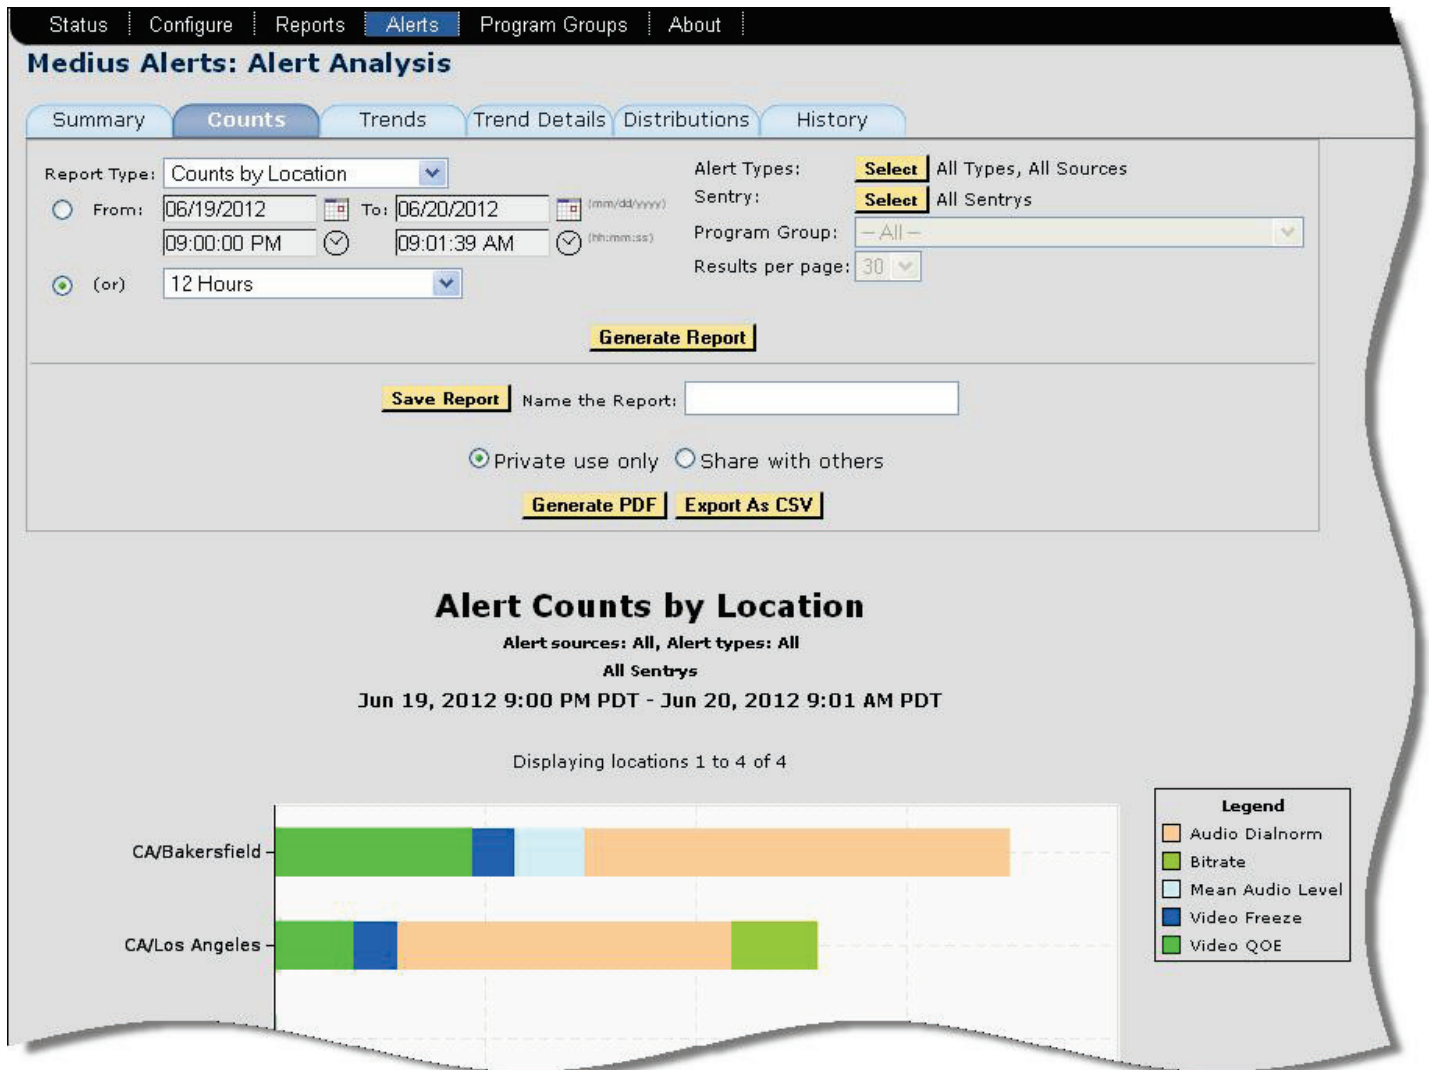 Status Configure Reports Alerts Program Groups About
Medius Alerts: Alert Analysis
Summary Counts Trends Trend Details Distributions History
Report Type: Counts by Location
From: 06/19/2012 To: 06/20/2012 (mm/dd/yyyy)
09:00:00 PM 09:01:39 AM (hh:mm:ss)
(or) 12 Hours
Alert Types: Select All Types, All Sources
Sentry: Select All Sentrys
Program Group: -- All --
Results per page: 30
Generate Report
Save Report Name the Report:
Private use only Share with others
Generate PDF Export As CSV
Alert Counts by Location
Alert sources: All, Alert types: All
All Sentrys
Jun 19, 2012 9:00 PM PDT - Jun 20, 2012 9:01 AM PDT
Displaying locations 1 to 4 of 4
CA/Bakersfield
CA/Los Angeles
Legend
Audio Dialnorm
Bitrate
Mean Audio Level
Video Freeze
Video QOE